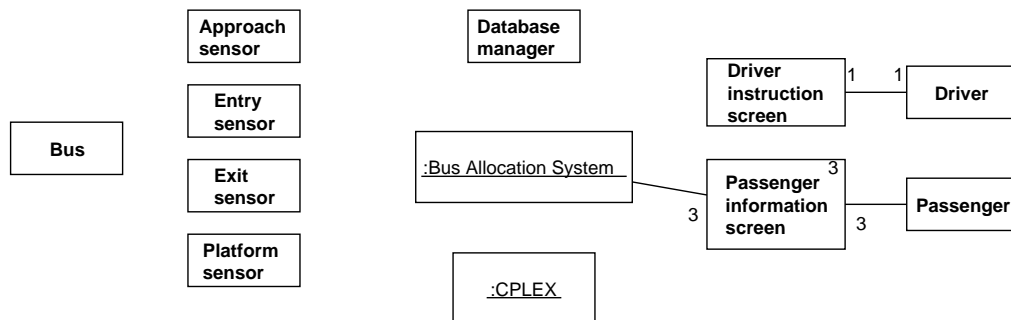 Approach
sensor
Database
manager
Driver
instruction
screen
1
1
Driver
Entry
sensor
Bus
:Bus Allocation System
Exit
sensor
3
Passenger
information
screen
3
3
Passenger
Platform
sensor
:CPLEX